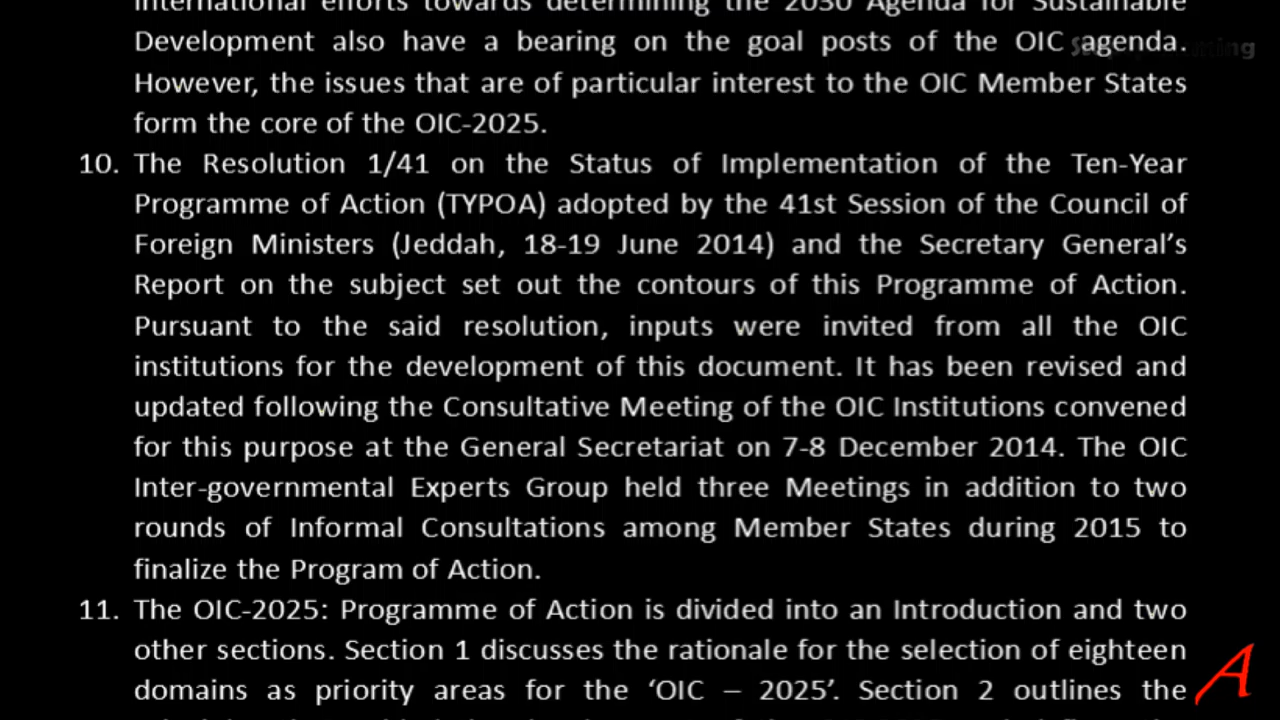 international efforts towards determining the 2030 Agenda for Sustainable
Development also have a bearing on the goal posts of the OIC agenda.
However, the issues that are of particular interest to the OIC Member States
form the core of the OIC-2025.
10. The Resolution 1/41 on the Status of Implementation of the Ten-Year
Programme of Action (TYPOA) adopted by the 41st Session of the Council of
Foreign Ministers (Jeddah, 18-19 June 2014) and the Secretary General’s
Report on the subject set out the contours of this Programme of Action.
Pursuant to the said resolution, inputs were invited from all the OIC
institutions for the development of this document. It has been revised and
updated following the Consultative Meeting of the OIC Institutions convened
for this purpose at the General Secretariat on 7-8 December 2014. The OIC
Inter-governmental Experts Group held three Meetings in addition to two
rounds of Informal Consultations among Member States during 2015 to
finalize the Program of Action.
11. The OIC-2025: Programme of Action is divided into an Introduction and two
other sections. Section 1 discusses the rationale for the selection of eighteen
domains as priority areas for the ‘OIC – 2025’. Section 2 outlines the
A